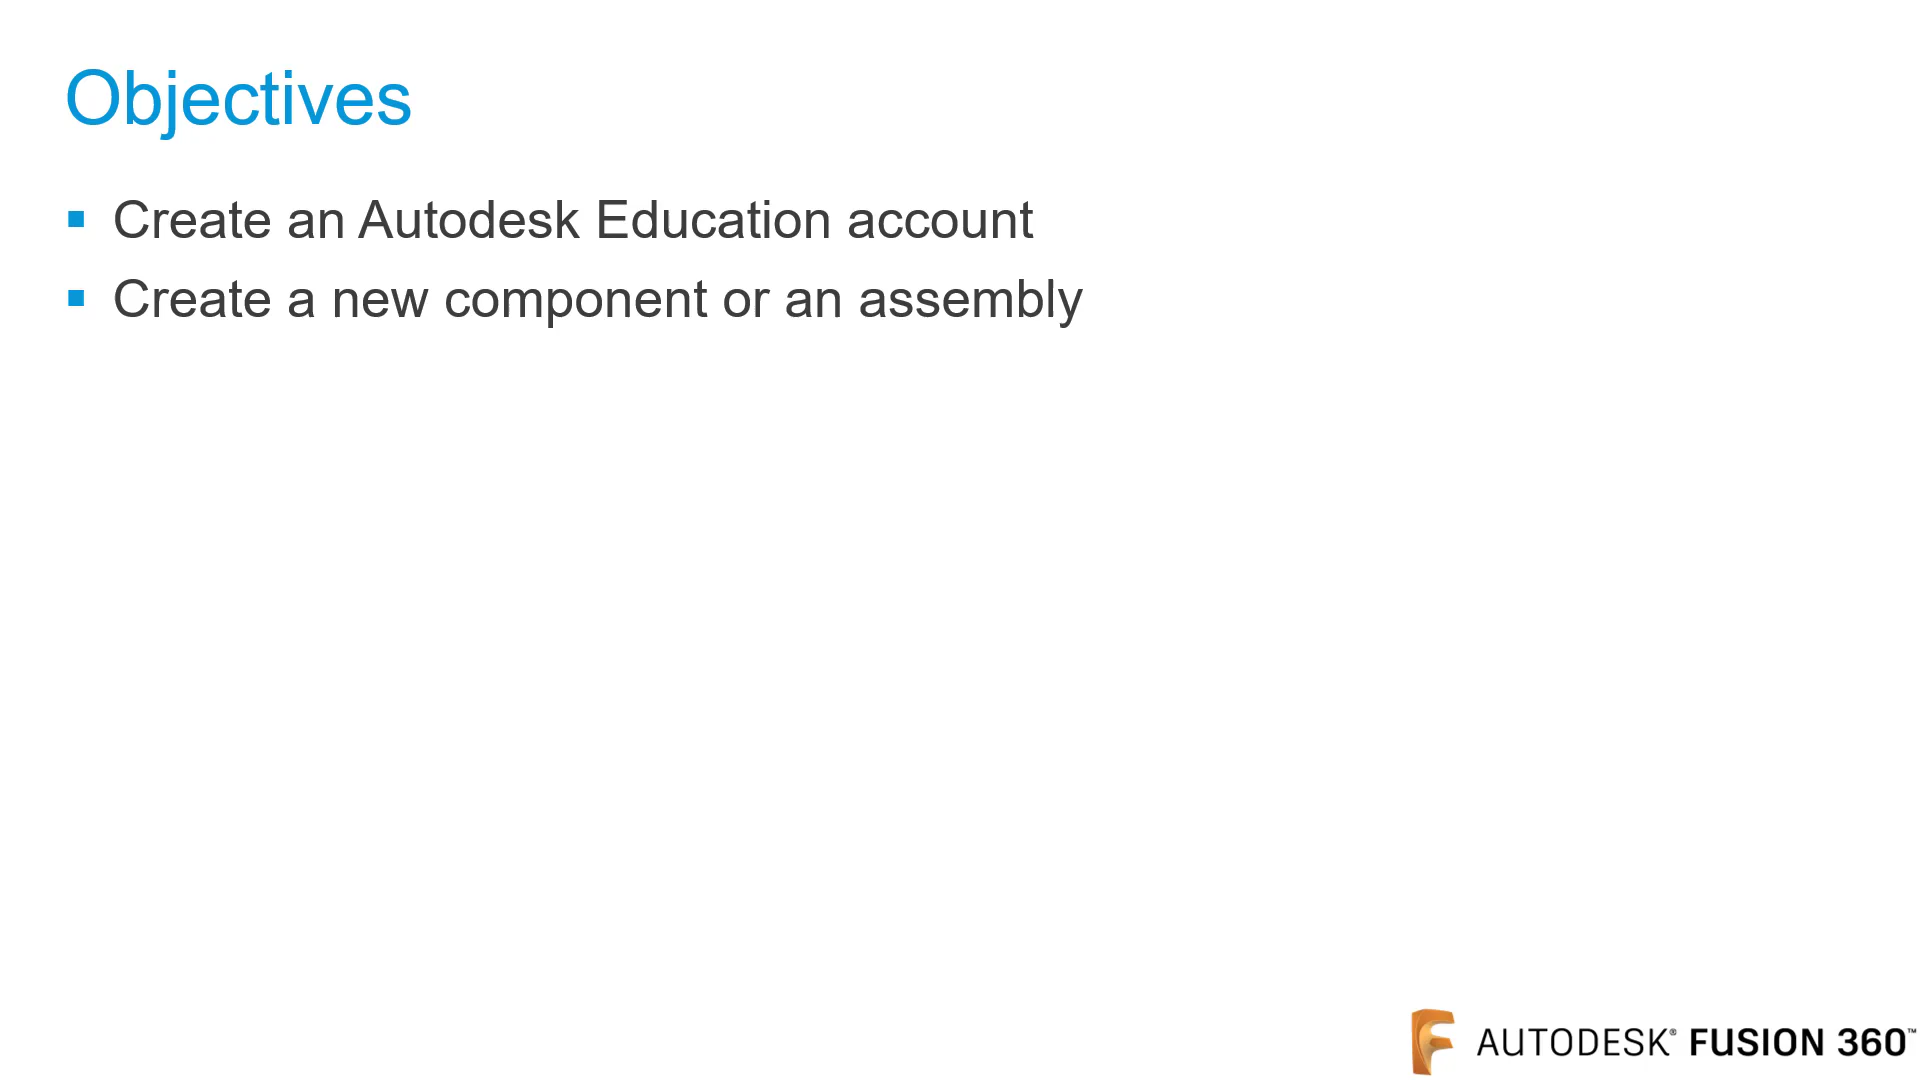 Objectives
▪ Create an Autodesk Education account
▪ Create a new component or an assembly
AUTODESK® FUSION 360™